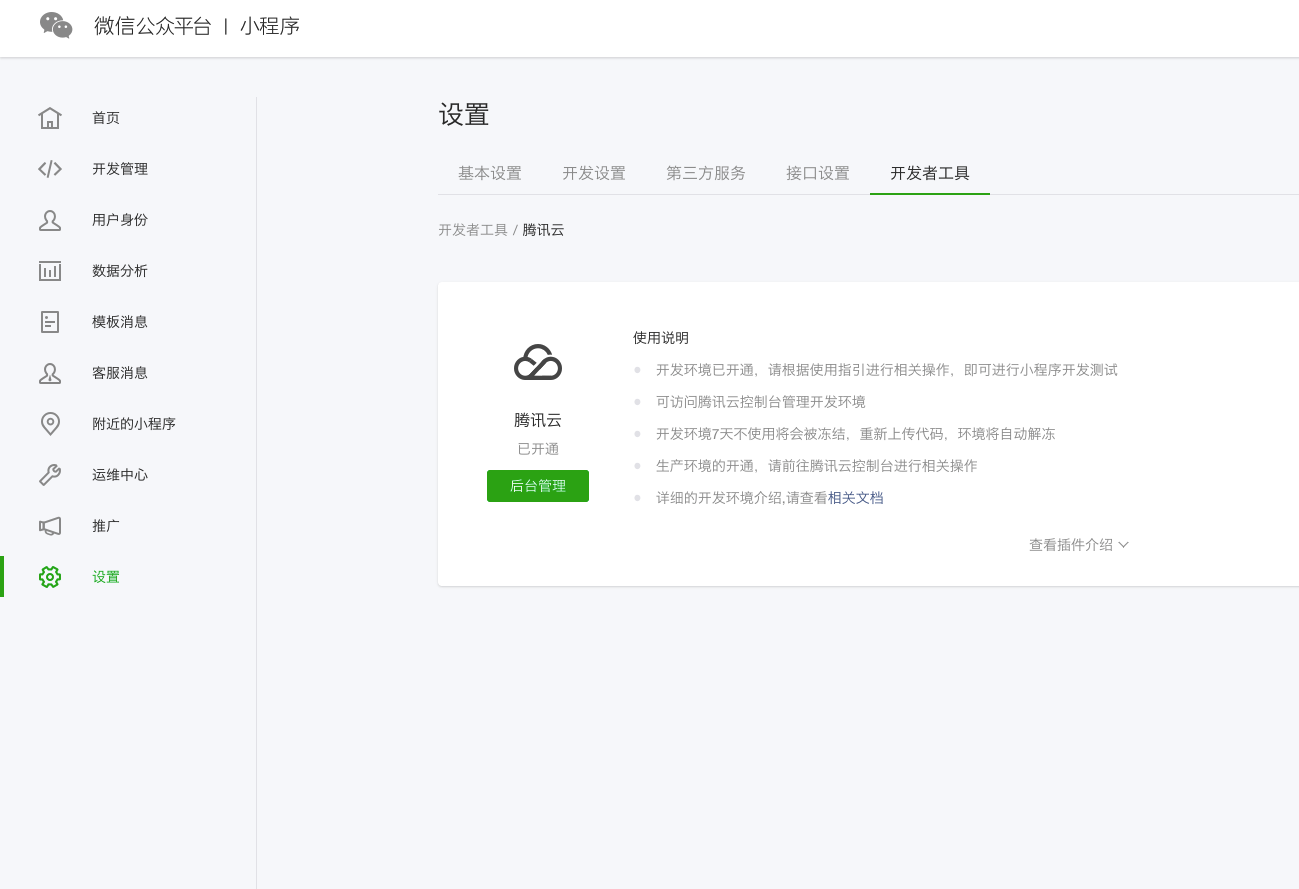 微信公众平台 | 小程序
首页
开发管理
用户身份
数据分析
模板消息
客服消息
附近的小程序
运维中心
推广
设置
设置
基本设置 开发设置 第三方服务 接口设置 开发者工具
开发者工具 / 腾讯云
腾讯云
已开通
后台管理
使用说明
开发环境已开通，请根据使用指引进行相关操作，即可进行小程序开发测试
可访问腾讯云控制台管理开发环境
开发环境7天不使用将会被冻结，重新上传代码，环境将自动解冻
生产环境的开通，请前往腾讯云控制台进行相关操作
详细的开发环境介绍,请查看相关文档
查看插件介绍